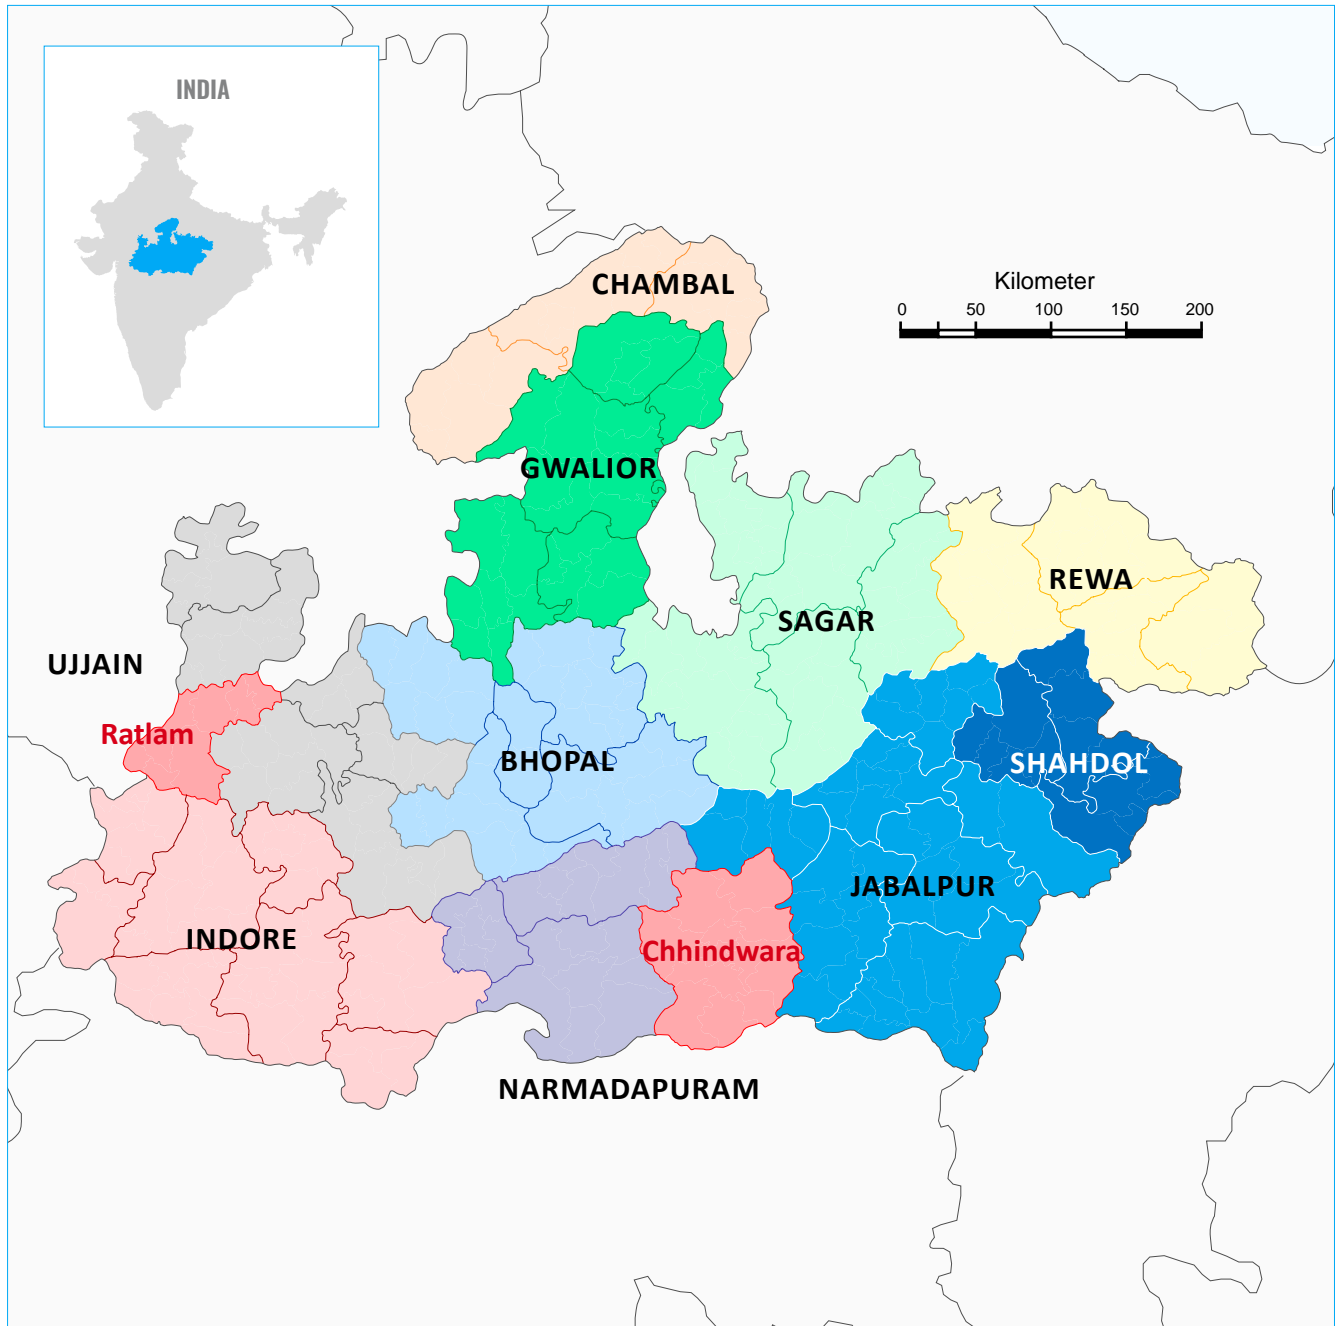 INDIA
CHAMBAL
Kilometer
0 50 100 150 200
GWALIOR
REWA
SAGAR
UJJAIN
Ratlam
BHOPAL
SHAHDOL
JABALPUR
INDORE
Chhindwara
NARMADAPURAM